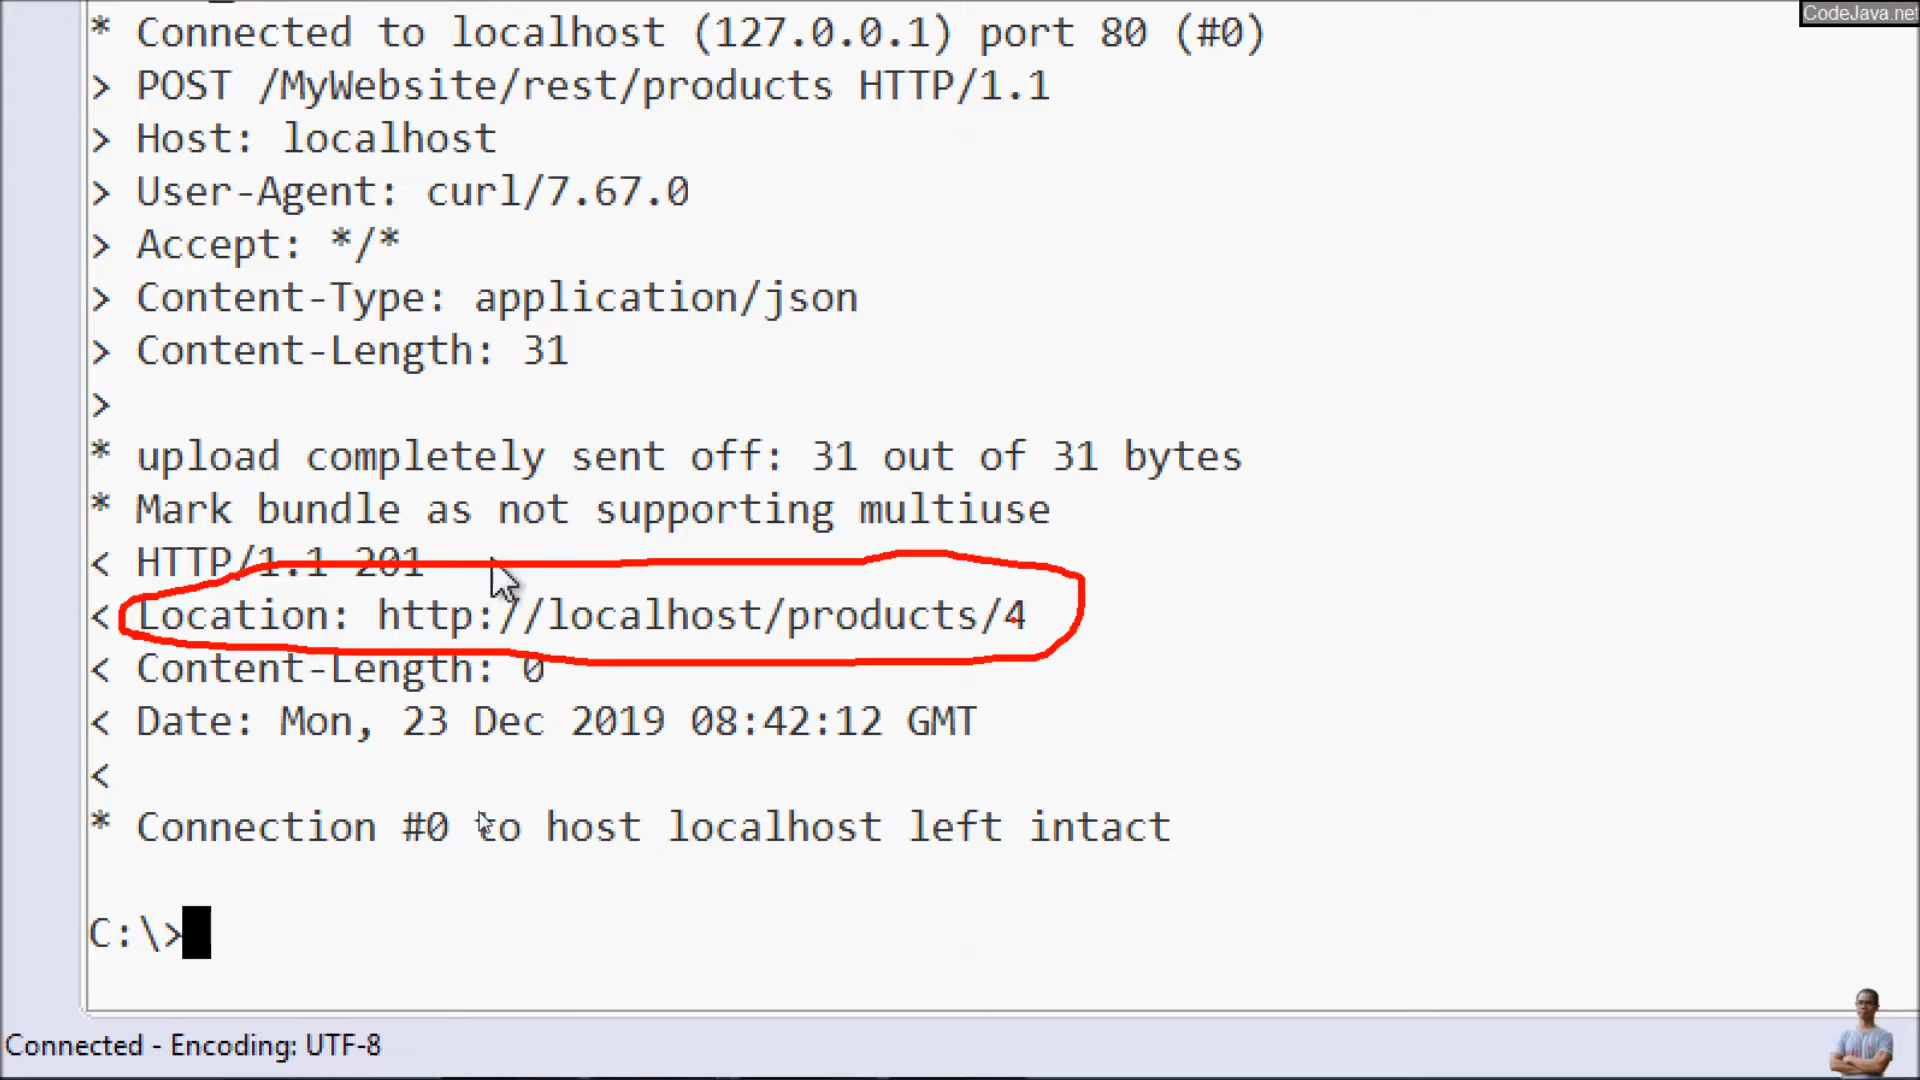 CodeJava.net
* Connected to localhost (127.0.0.1) port 80 (#0)
> POST /MyWebsite/rest/products HTTP/1.1
> Host: localhost
> User-Agent: curl/7.67.0
> Accept: */*
> Content-Type: application/json
> Content-Length: 31
>
* upload completely sent off: 31 out of 31 bytes
* Mark bundle as not supporting multiuse
< HTTP/1.1 201
< Location: http://localhost/products/4
< Content-Length: 0
< Date: Mon, 23 Dec 2019 08:42:12 GMT
<
* Connection #0 to host localhost left intact
C:\>
Connected - Encoding: UTF-8